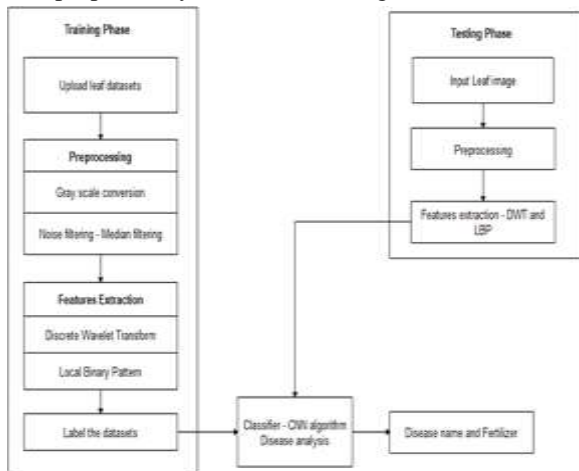 Training Phase
Upload leaf datasets
Preprocessing
Gray scale conversion
Noise filtering - Median filtering
Features Extraction
Discrete Wavelet Transform
Local Binary Pattern
Label the datasets
Testing Phase
Input Leaf image
Preprocessing
Features extraction - DWT and
LBP
Classifier - CNN algorithm
Disease analysis
Disease name and Fertilizer